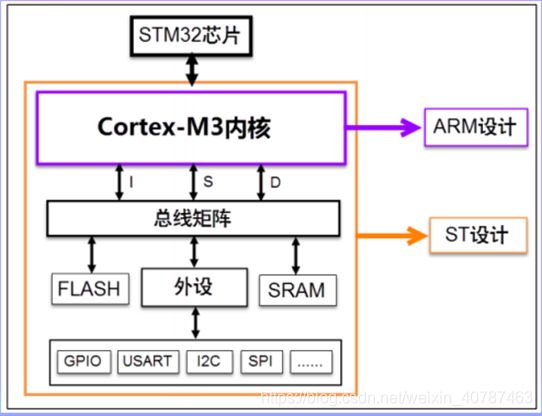 STM32芯片
Cortex-M3内核
ARM设计
I S D
总线矩阵
ST设计
FLASH 外设 SRAM
GPIO USART I2C SPI ......
https://blog.csdn.net/weixin_40787463